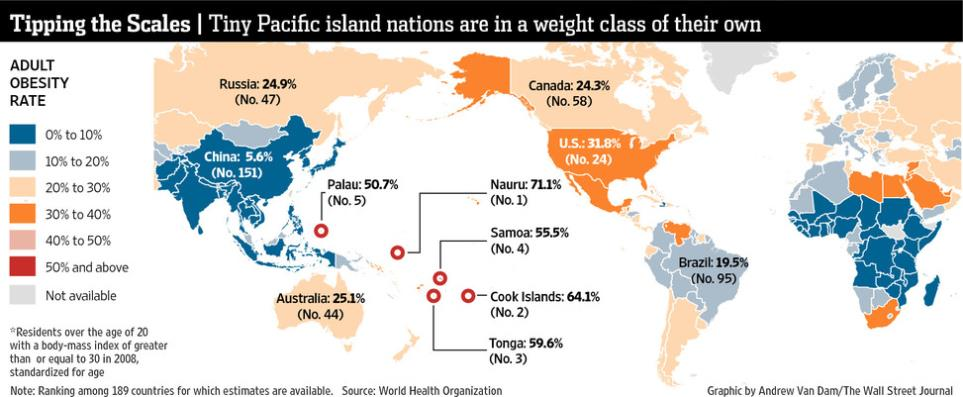 Tipping the Scales | Tiny Pacific island nations are in a weight class of their own
ADULT
OBESITY
RATE
0% to 10%
10% to 20%
20% to 30%
30% to 40%
40% to 50%
50% and above
Not available
*Residents over the age of 20
with a body-mass index of greater
than or equal to 30 in 2008,
standardized for age
Russia: 24.9%
(No. 47)
China: 5.6%
(No. 151)
Palau: 50.7%
(No. 5)
Australia: 25.1%
(No. 44)
Canada: 24.3%
(No. 58)
U.S.: 31.8%
(No. 24)
Nauru: 71.1%
(No. 1)
Samoa: 55.5%
(No. 4)
Cook Islands: 64.1%
(No. 2)
Tonga: 59.6%
(No. 3)
Brazil: 19.5%
(No. 95)
Note: Ranking among 189 countries for which estimates are available. Source: World Health Organization
Graphic by Andrew Van Dam/The Wall Street Journal